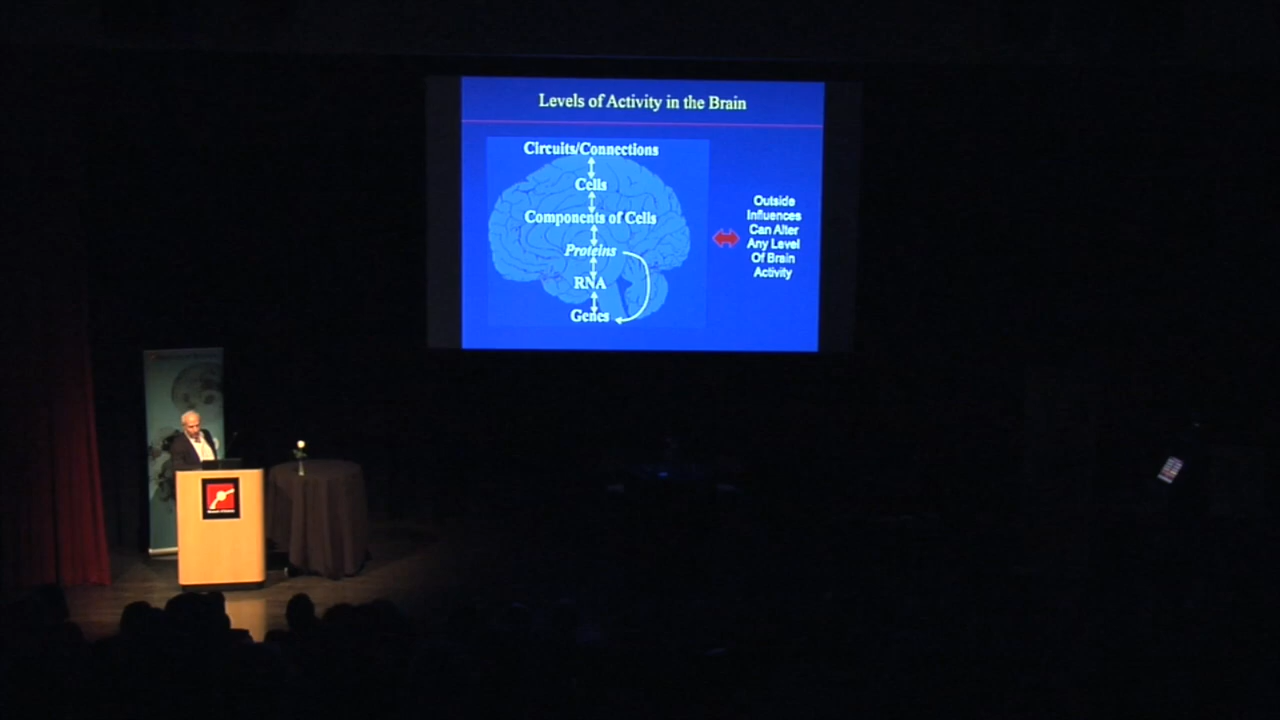 Levels of Activity in the Brain
Circuits/Connections
Cells
Components of Cells
Proteins
RNA
Genes
Outside
Influences
Can Alter
Any Level
Of Brain
Activity